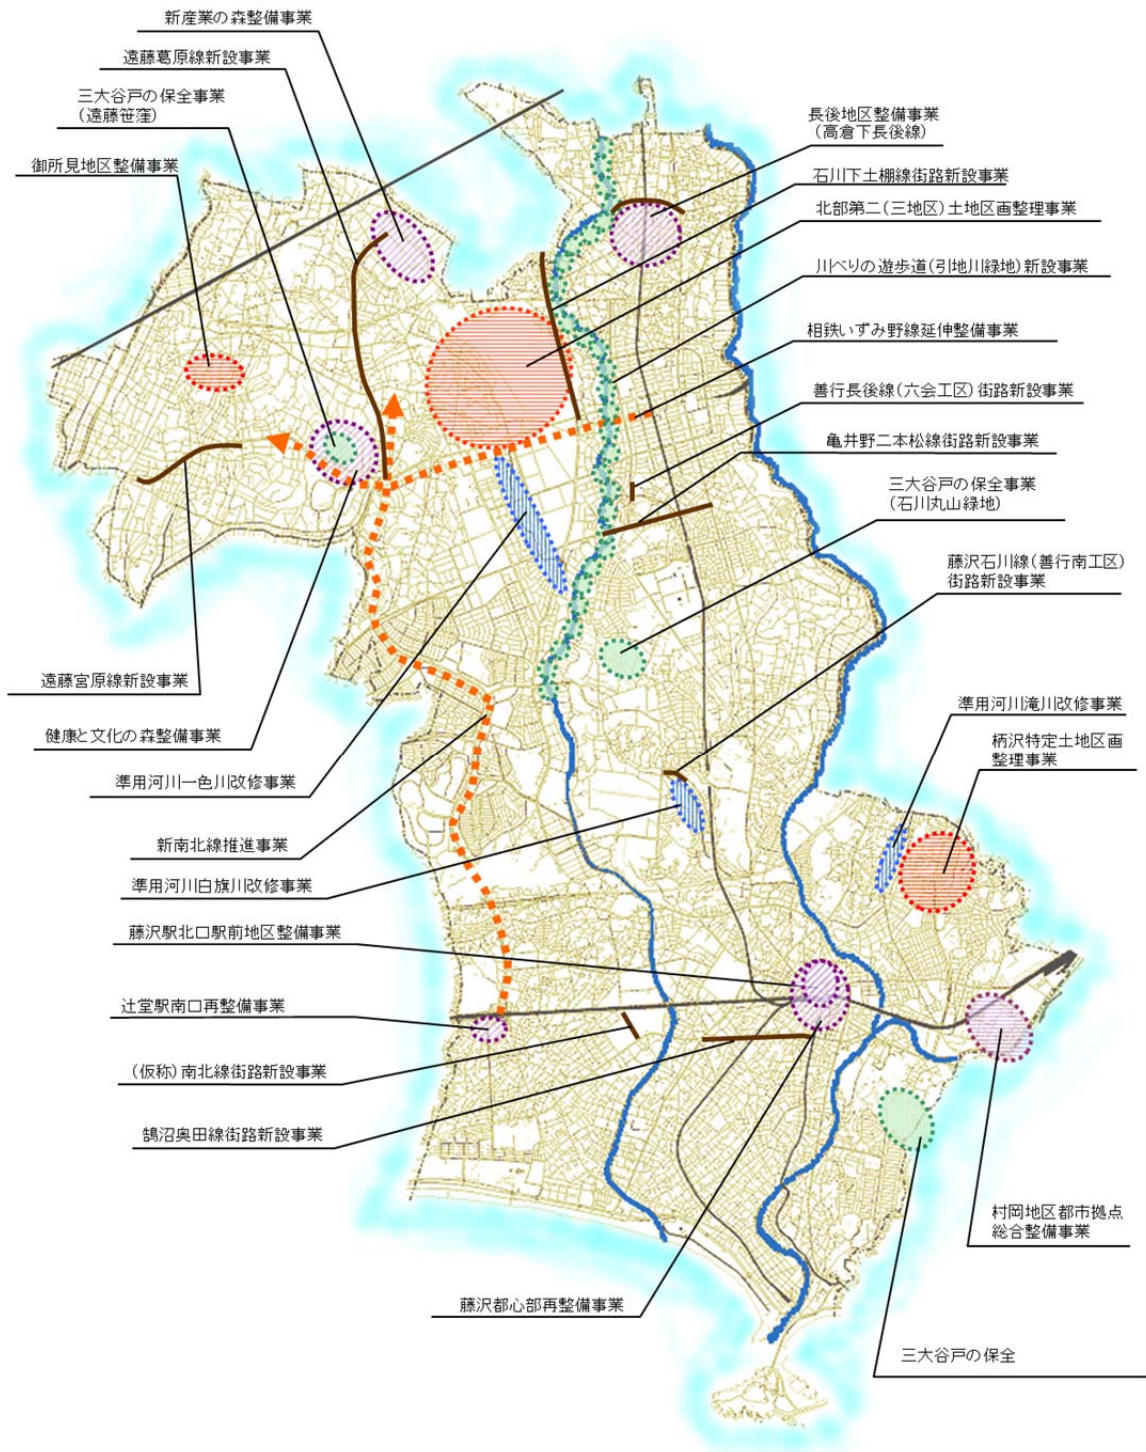 新産業の森整備事業
遠藤葛原線新設事業
三大谷戸の保全事業
(遠藤笹窪)
御所見地区整備事業
長後地区整備事業
(高倉下長後線)
石川下土棚線街路新設事業
北部第二(三地区)土地区画整理事業
川べりの遊歩道(引地川緑地)新設事業
相鉄いずみ野線延伸整備事業
善行長後線(六会工区)街路新設事業
亀井野二本松線街路新設事業
三大谷戸の保全事業
(石川丸山緑地)
藤沢石川線(善行南工区)
街路新設事業
遠藤宮原線新設事業
健康と文化の森整備事業
準用河川一色川改修事業
新南北線推進事業
準用河川白旗川改修事業
藤沢駅北口駅前地区整備事業
辻堂駅南口再整備事業
(仮称)南北線街路新設事業
鵠沼奥田線街路新設事業
藤沢都心部再整備事業
準用河川滝川改修事業
柄沢特定土地区画
整理事業
村岡地区都市拠点
総合整備事業
三大谷戸の保全